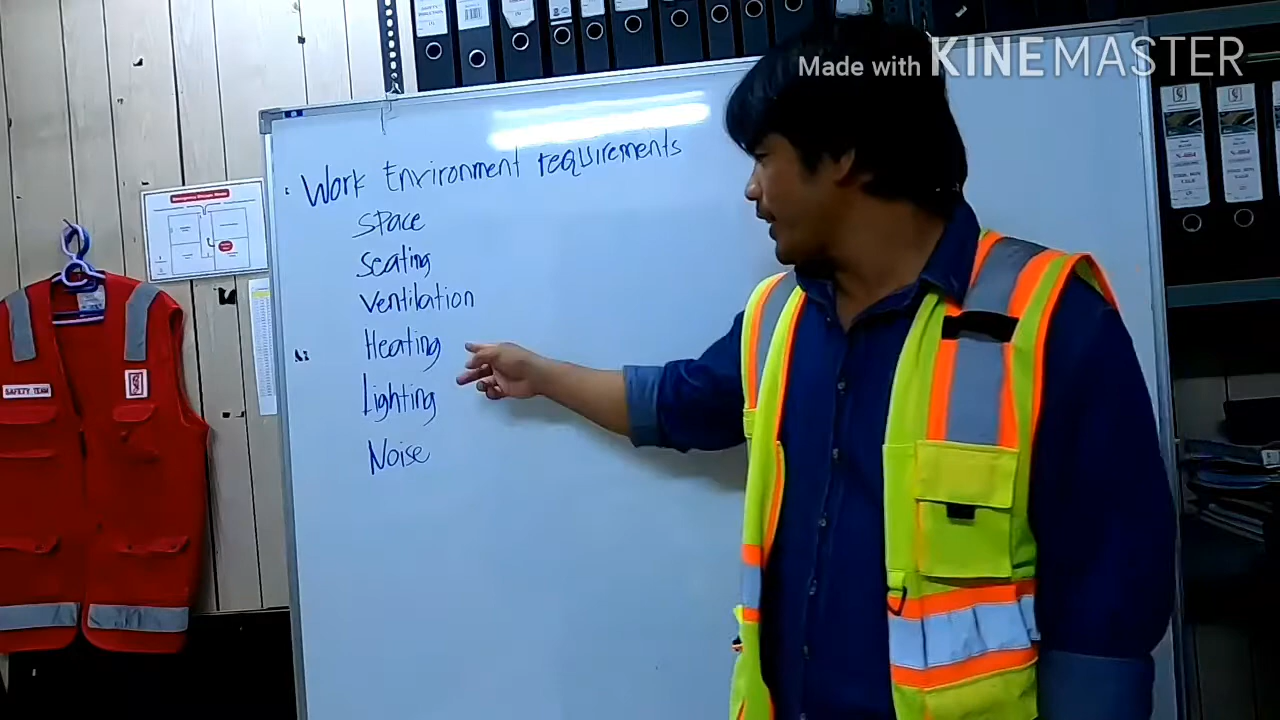 Made with KINEMASTER
Work Environment requirements
Space
Seating
Ventilation
Heating
Lighting
Noise
SAFETY TEAM